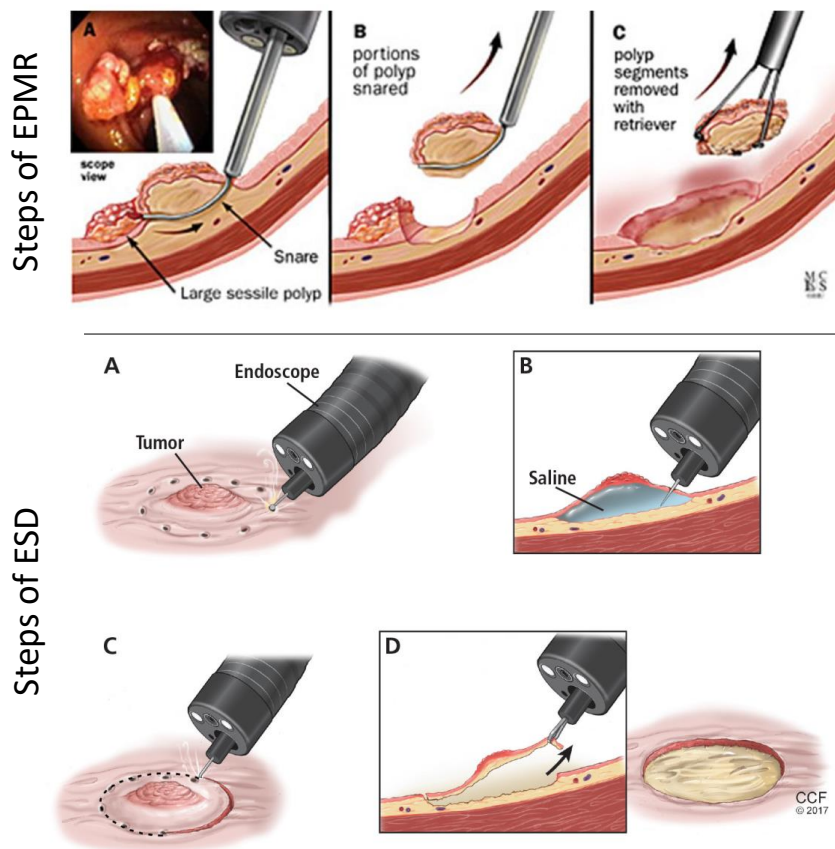 Steps of EPMR
A
scope
view
Snare
Large sessile polyp
B
portions
of polyp
snared
C
polyp
segments
removed
with
retriever
Steps of ESD
A
Endoscope
Tumor
B
Saline
C
D
CCF
© 2017